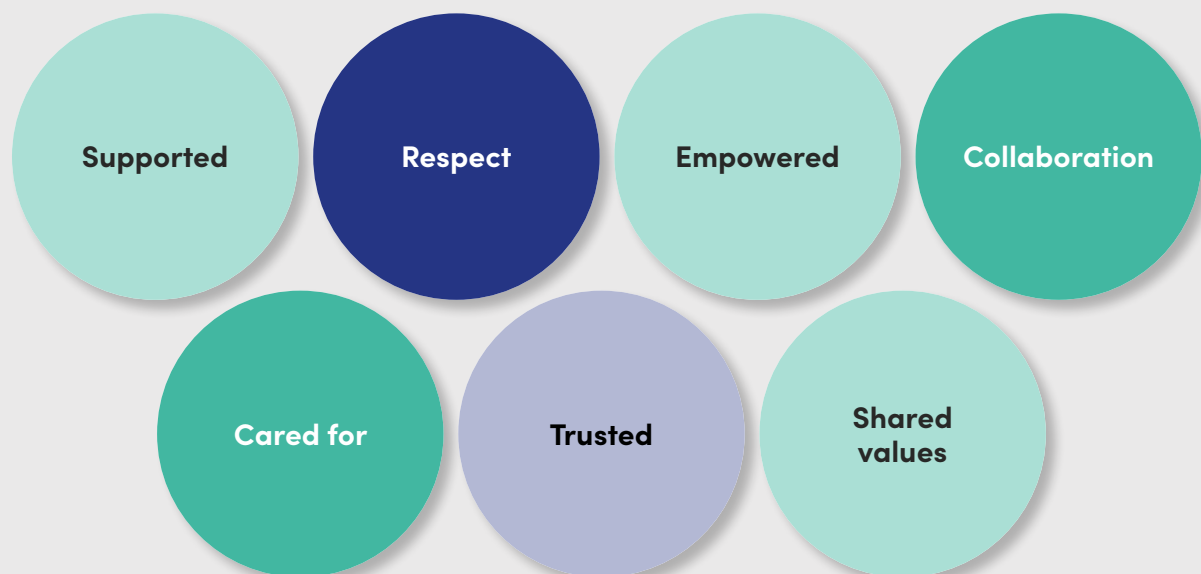 Supported
Respect
Empowered
Collaboration
Cared for
Trusted
Shared
values